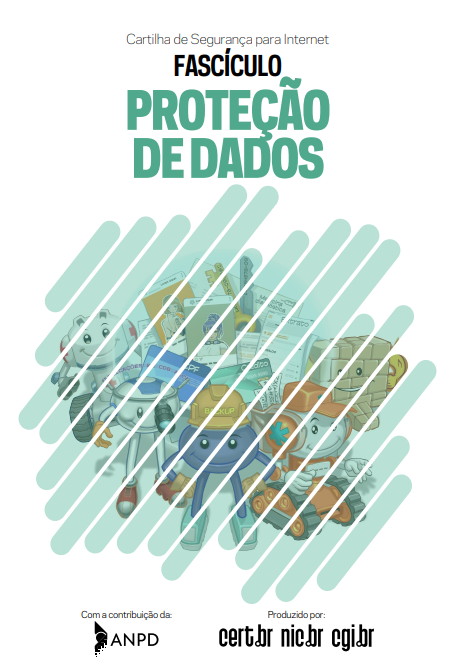 Cartilha de Segurança para Internet
FASCÍCULO
PROTEÇÃO
DE DADOS
BACKUP
Com a contribuição da:
ANPD
Produzido por:
cert.br nic.br cgi.br